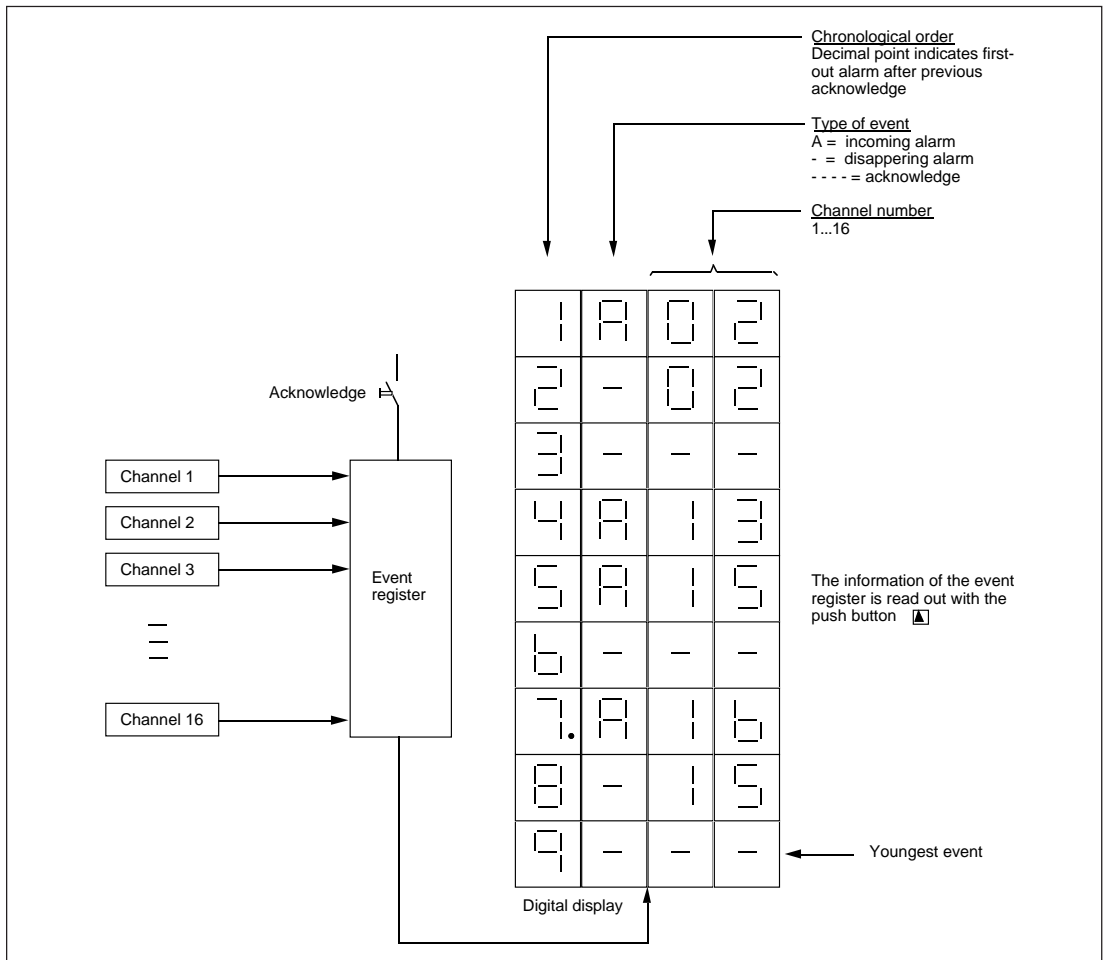 Chronological order
Decimal point indicates first-
out alarm after previous
acknowledge
Type of event
A = incoming alarm
- = disappering alarm
- - - - = acknowledge
Channel number
1...16
1 A 0 2
2 - 0 2
3 - - -
4 A 1 3
5 A 1 5
6 - - -
7. A 1 6
8 - 1 5
9 - - -
Acknowledge
Channel 1
Channel 2
Channel 3
Channel 16
Event
register
The information of the event
register is read out with the
push button
Youngest event
Digital display